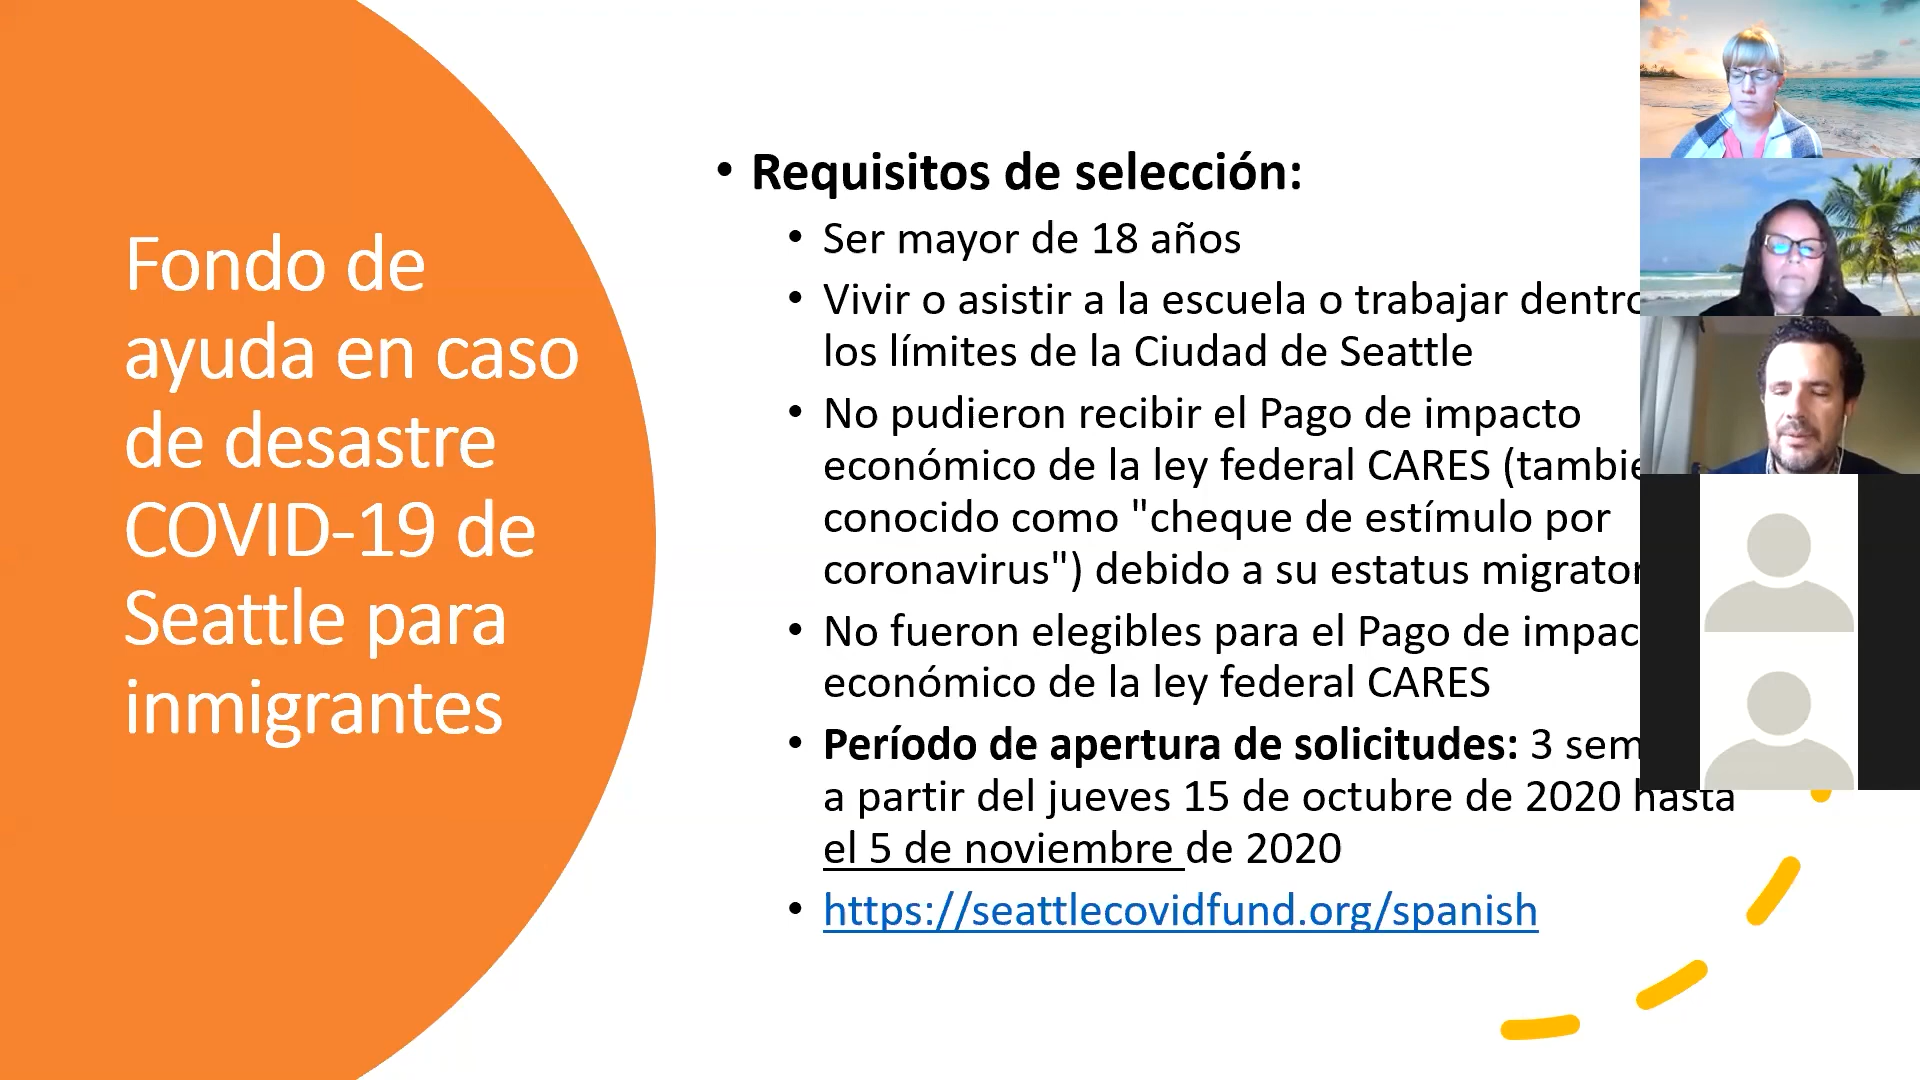 Fondo de
ayuda en caso
de desastre
COVID-19 de
Seattle para
inmigrantes
• Requisitos de selección:
• Ser mayor de 18 años
• Vivir o asistir a la escuela o trabajar dentro
los límites de la Ciudad de Seattle
• No pudieron recibir el Pago de impacto
económico de la ley federal CARES (tambié
conocido como "cheque de estímulo por
coronavirus") debido a su estatus migrator
• No fueron elegibles para el Pago de impac
económico de la ley federal CARES
• Período de apertura de solicitudes: 3 sem
a partir del jueves 15 de octubre de 2020 hasta
el 5 de noviembre de 2020
• https://seattlecovidfund.org/spanish